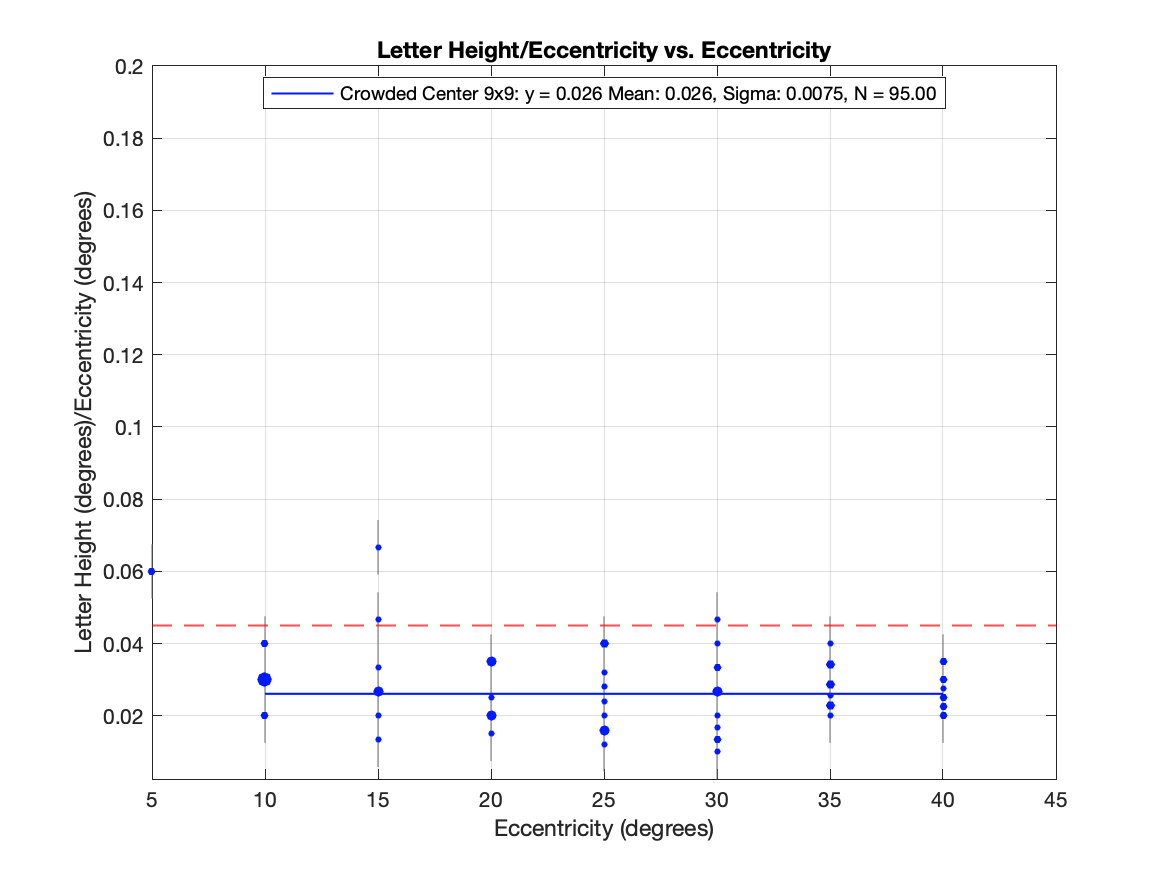 Letter Height/Eccentricity vs. Eccentricity
Crowded Center 9x9: y = 0.026 Mean: 0.026, Sigma: 0.0075, N = 95.00
Letter Height (degrees)/Eccentricity (degrees)
0.2
0.18
0.16
0.14
0.12
0.1
0.08
0.06
0.04
0.02
5 10 15 20 25 30 35 40 45
Eccentricity (degrees)